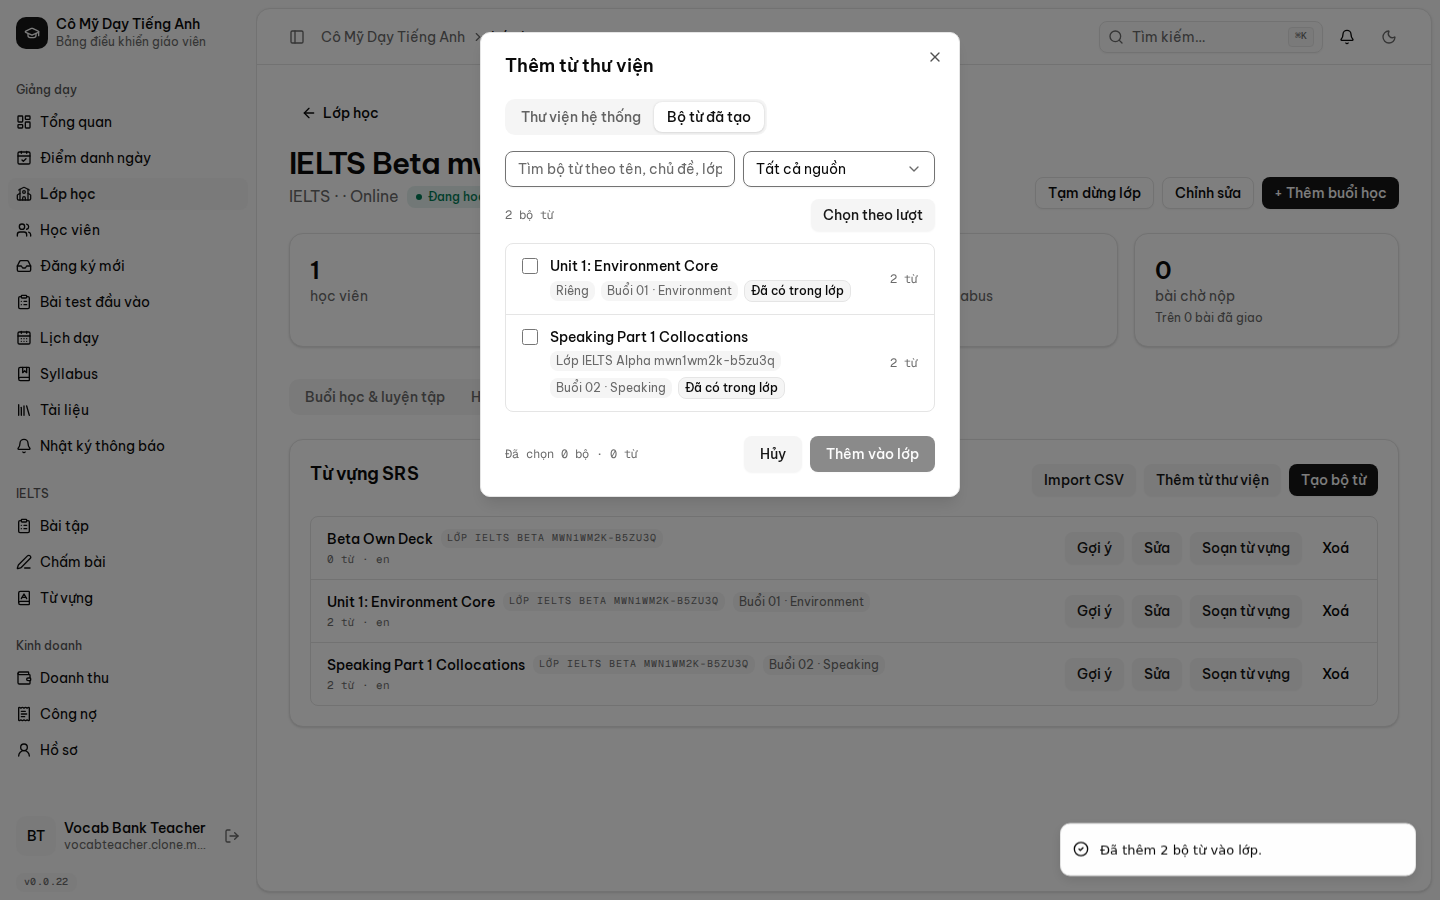 Cô Mỹ Dạy Tiếng Anh
Bảng điều khiển giáo viên
Giảng dạy
Tổng quan
Điểm danh ngày
Lớp học
Học viên
Đăng ký mới
Bài test đầu vào
Lịch dạy
Syllabus
Tài liệu
Nhật ký thông báo
IELTS
Bài tập
Chấm bài
Từ vựng
Kinh doanh
Doanh thu
Công nợ
Hồ sơ
BT
Vocab Bank Teacher
vocabteacher.clone.m...
v0.0.22
Cô Mỹ Dạy Tiếng Anh
Tìm kiếm...
⌘K
Lớp học
IELTS Beta
IELTS · · Online
Tạm dừng lớp
Chỉnh sửa
+ Thêm buổi học
1
học viên
0
bài chờ nộp
Trên 0 bài đã giao
Buổi học & luyện tập
Từ vựng SRS
Import CSV
Thêm từ thư viện
Tạo bộ từ
Beta Own Deck
LỚP IELTS BETA MWN1WM2K-B5ZU3Q
0 từ · en
Gợi ý
Sửa
Soạn từ vựng
Xoá
Unit 1: Environment Core
LỚP IELTS BETA MWN1WM2K-B5ZU3Q
Buổi 01 · Environment
2 từ · en
Gợi ý
Sửa
Soạn từ vựng
Xoá
Speaking Part 1 Collocations
LỚP IELTS BETA MWN1WM2K-B5ZU3Q
Buổi 02 · Speaking
2 từ · en
Gợi ý
Sửa
Soạn từ vựng
Xoá
Thêm từ thư viện
Thư viện hệ thống
Bộ từ đã tạo
Tìm bộ từ theo tên, chủ đề, lớp
Tất cả nguồn
2 bộ từ
Chọn theo lượt
Unit 1: Environment Core
Riêng
Buổi 01 · Environment
Đã có trong lớp
2 từ
Speaking Part 1 Collocations
Lớp IELTS Alpha mwn1wm2k-b5zu3q
Buổi 02 · Speaking
Đã có trong lớp
2 từ
Đã chọn 0 bộ · 0 từ
Hủy
Thêm vào lớp
Đã thêm 2 bộ từ vào lớp.